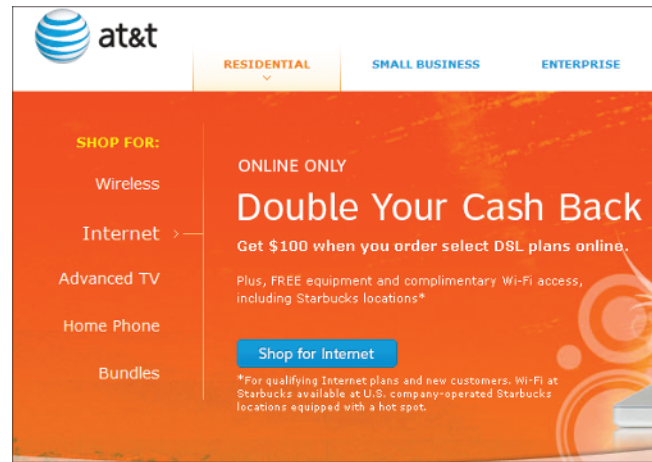 at&t
RESIDENTIAL
SMALL BUSINESS
ENTERPRISE
SHOP FOR:
Wireless
Internet
Advanced TV
Home Phone
Bundles
ONLINE ONLY
Double Your Cash Back
Get $100 when you order select DSL plans online.
Plus, FREE equipment and complimentary Wi-Fi access,
including Starbucks locations*
Shop for Internet
*For qualifying Internet plans and new customers. Wi-Fi at
Starbucks available at U.S. company-operated Starbucks
locations equipped with a hot spot.